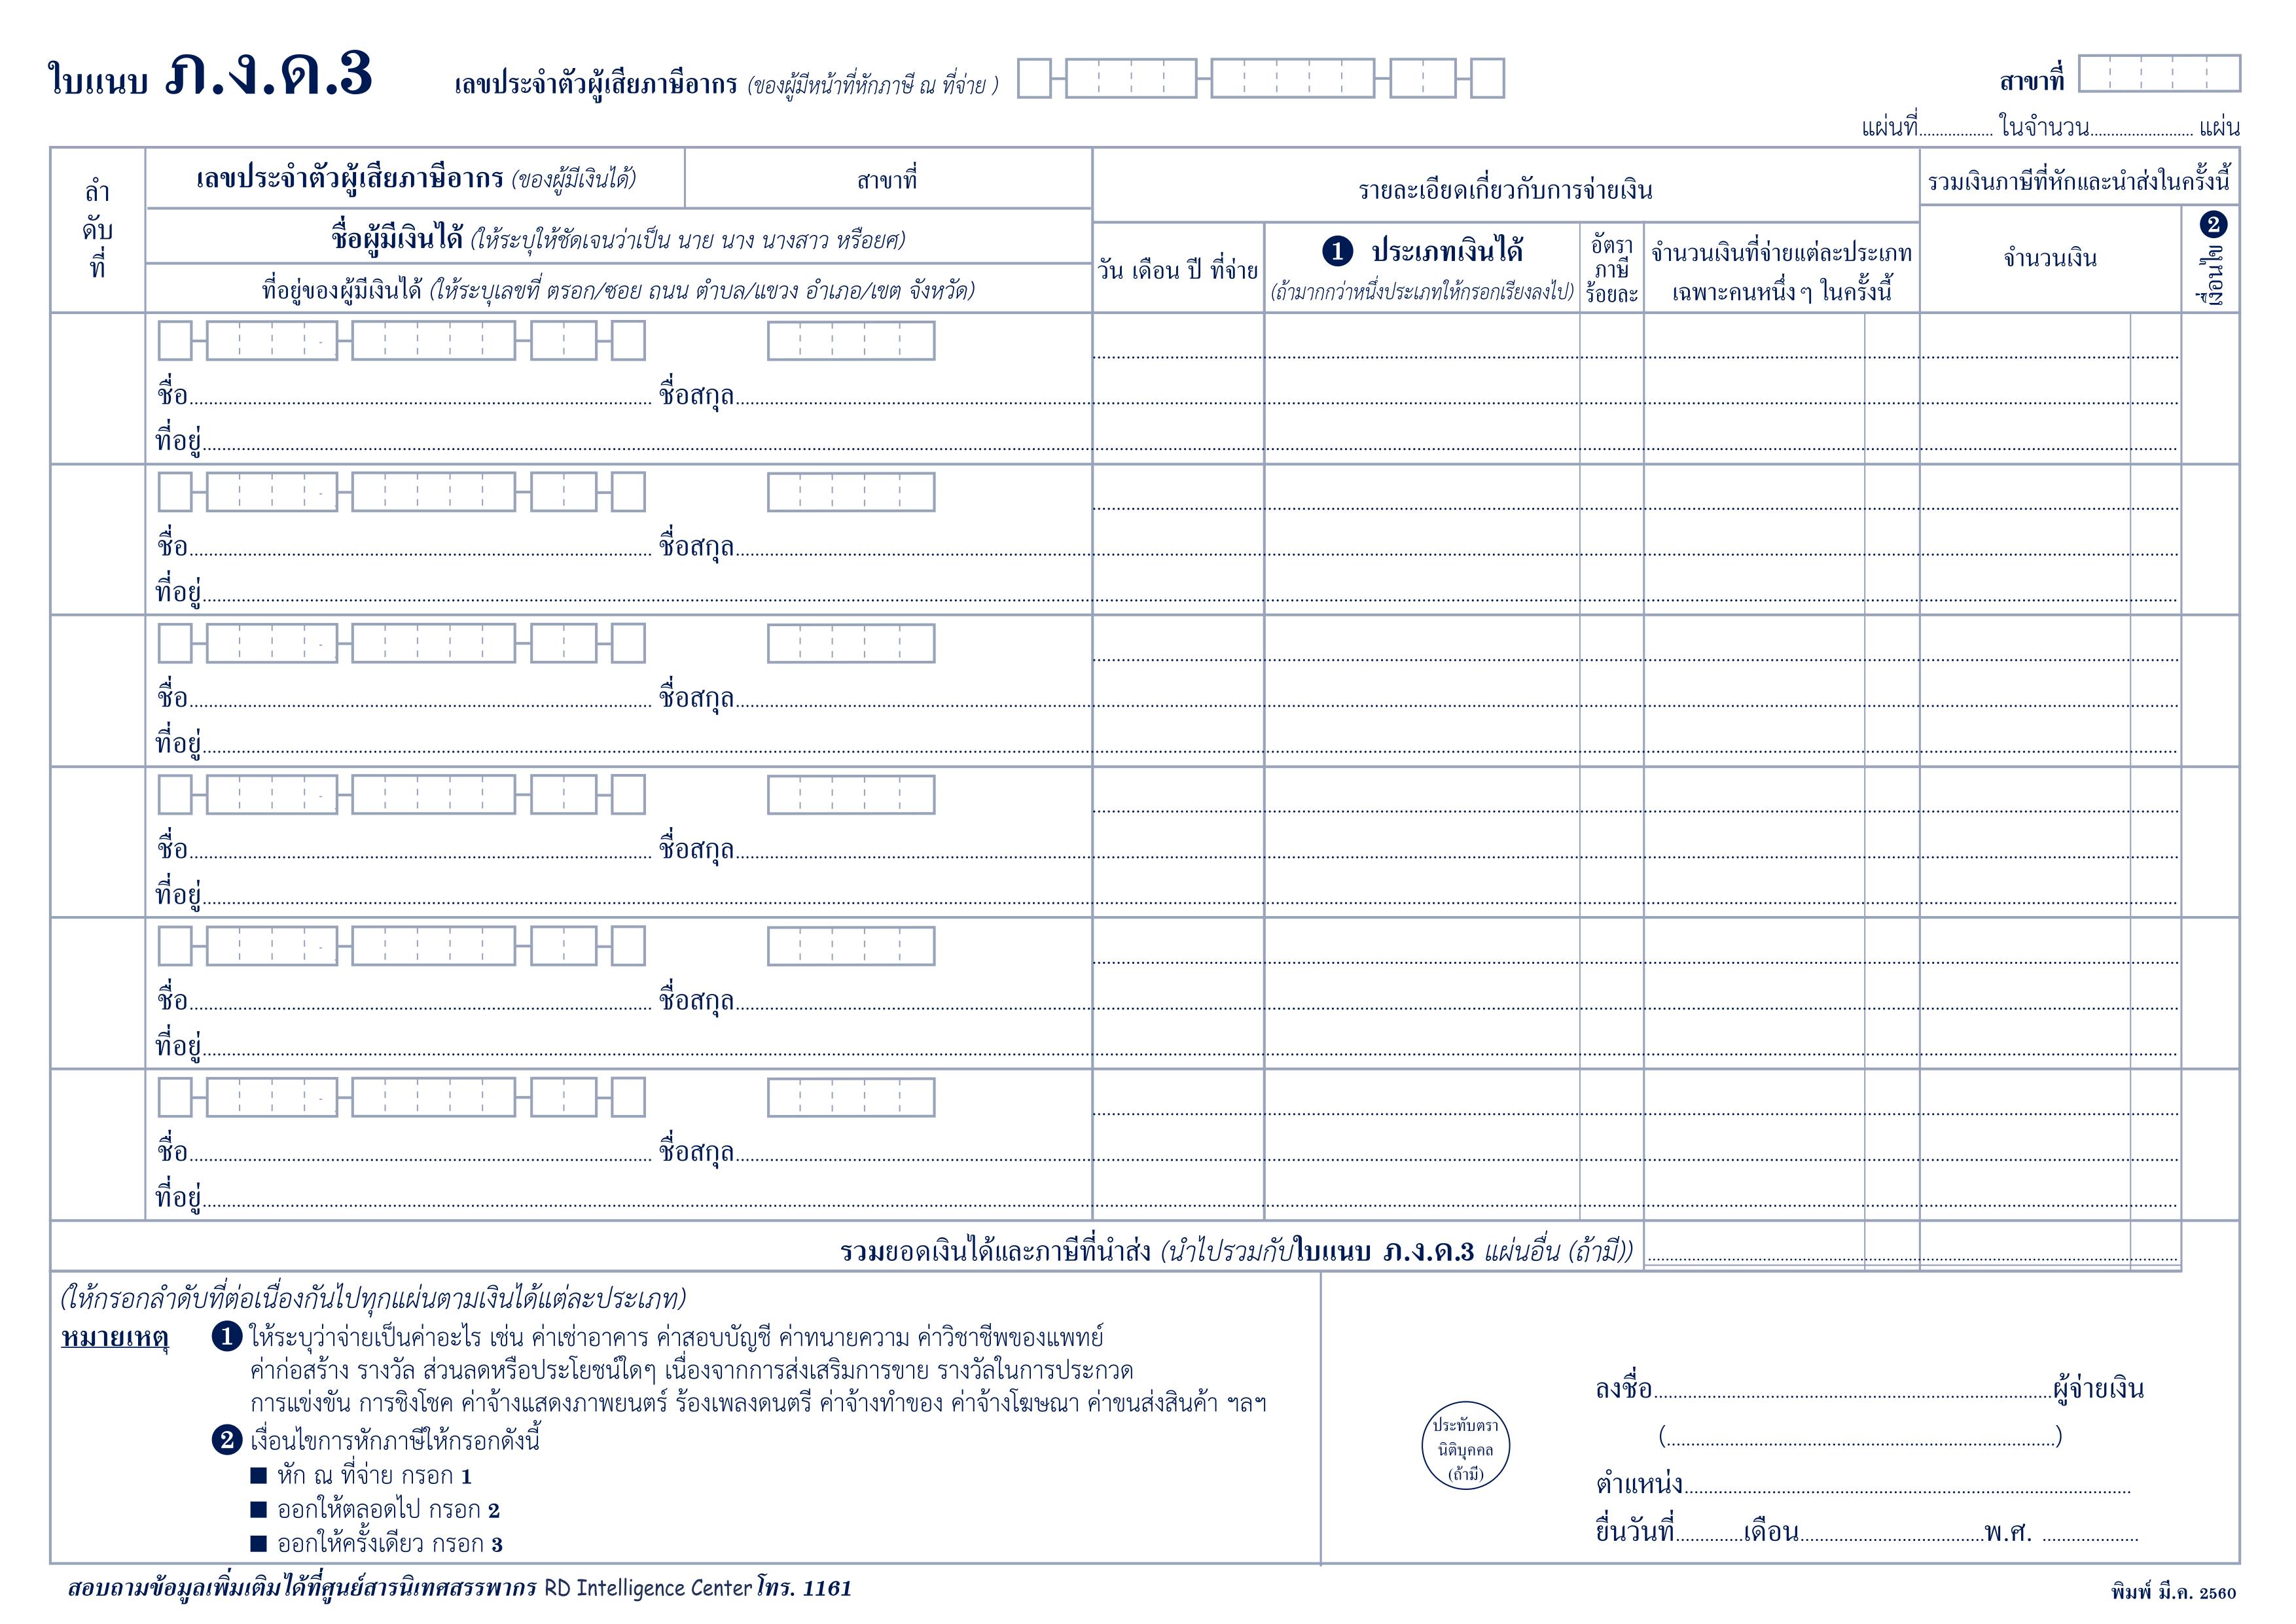 ใบแนบ ภ.ง.ด.3 เลขประจำตัวผู้เสียภาษีอากร (ของผู้มีหน้าที่หักภาษี ณ ที่จ่าย ) สาขาที่
แผ่นที่.................. ในจำนวน......................... แผ่น
ลำ
ดับ
ที่
เลขประจำตัวผู้เสียภาษีอากร (ของผู้มีเงินได้) สาขาที่
ชื่อผู้มีเงินได้ (ให้ระบุให้ชัดเจนว่าเป็น นาย นาง นางสาว หรือยศ)
ที่อยู่ของผู้มีเงินได้ (ให้ระบุเลขที่ ตรอก/ซอย ถนน ตำบล/แขวง อำเภอ/เขต จังหวัด)
รายละเอียดเกี่ยวกับการจ่ายเงิน
วัน เดือน ปี ที่จ่าย
1 ประเภทเงินได้
(ถ้ามากกว่าหนึ่งประเภทให้กรอกเรียงลงไป)
อัตรา
ภาษี
ร้อยละ
จำนวนเงินที่จ่ายแต่ละประเภท
เฉพาะคนหนึ่งๆ ในครั้งนี้
รวมเงินภาษีที่หักและนำส่งในครั้งนี้
จำนวนเงิน
2
เงื่อนไข
ชื่อ.................... ชื่อสกุล....................
ที่อยู่....................
ชื่อ.................... ชื่อสกุล....................
ที่อยู่....................
ชื่อ.................... ชื่อสกุล....................
ที่อยู่....................
ชื่อ.................... ชื่อสกุล....................
ที่อยู่....................
ชื่อ.................... ชื่อสกุล....................
ที่อยู่....................
ชื่อ.................... ชื่อสกุล....................
ที่อยู่....................
รวมยอดเงินได้และภาษีที่นำส่ง (นำไปรวมกับใบแนบ ภ.ง.ด.3 แผ่นอื่น (ถ้ามี))
(ให้กรอกลำดับที่ต่อเนื่องกันไปทุกแผ่นตามเงินได้แต่ละประเภท)
หมายเหตุ 1 ให้ระบุว่าจ่ายเป็นค่าอะไร เช่น ค่าเช่าอาคาร ค่าสอบบัญชี ค่าทนายความ ค่าวิชาชีพของแพทย์
ค่าก่อสร้าง รางวัล ส่วนลดหรือประโยชน์ใดๆ เนื่องจากการส่งเสริมการขาย รางวัลในการประกวด
การแข่งขัน การชิงโชค ค่าจ้างแสดงภาพยนตร์ ร้องเพลงดนตรี ค่าจ้างทำของ ค่าจ้างโฆษณา ค่าขนส่งสินค้า ฯลฯ
2 เงื่อนไขการหักภาษีให้กรอกดังนี้
■ หัก ณ ที่จ่าย กรอก 1
■ ออกให้ตลอดไป กรอก 2
■ ออกให้ครั้งเดียว กรอก 3
ประทับตรา
นิติบุคคล
(ถ้ามี)
ลงชื่อ....................ผู้จ่ายเงิน
(....................)
ตำแหน่ง....................
ยื่นวันที่..........เดือน....................พ.ศ. ..........
สอบถามข้อมูลเพิ่มเติมได้ที่ศูนย์สารนิเทศสรรพากร RD Intelligence Center โทร. 1161
พิมพ์ มี.ค. 2560